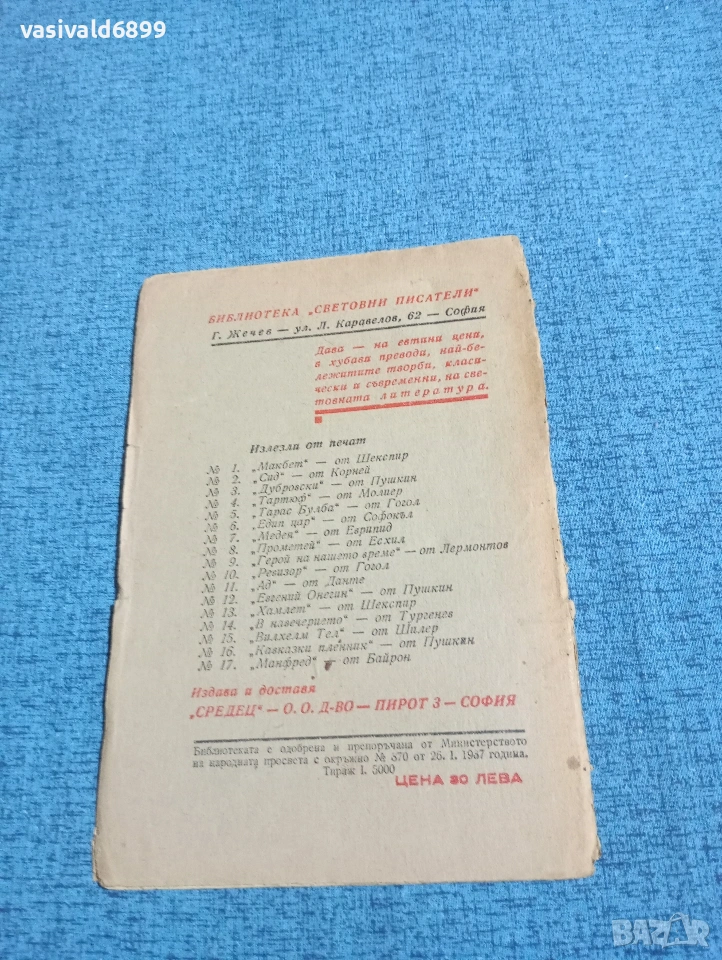 vasivald6899
БИБЛИОТЕКА „СВЕТОВНИ ПИСАТЕЛИ“
Г. Жечев — ул. Л. Каравелов, 62 — София
Дава — на евтини цени,
в хубави преводи, най-бе-
лежитите творби, класи-
чески и съвременни, на све-
товната литература.
Излезли от печат
№ 1. „Макбет“ — от Шекспир
№ 2. „Сид“ — от Корней
№ 3. „Дубровски“ — от Пушкин
№ 4. „Тартюф“ — от Молиер
№ 5. „Тарас Булба“ — от Гогол
№ 6. „Едип цар“ — от Софокъл
№ 7. „Медея“ — от Еврипид
№ 8. „Прометей“ — от Есхил
№ 9. „Герой на нашето време“ — от Лермонтов
№ 10. „Ревизор“ — от Гогол
№ 11. „Ад“ — от Данте
№ 12. „Евгений Онегин“ — от Пушкин
№ 13. „Хамлет“ — от Шекспир
№ 14. „В навечерието“ — от Тургенев
№ 15. „Вилхелм Тел“ — от Шилер
№ 16. „Кавказки пленник“ — от Пушкин
№ 17. „Манфред“ — от Байрон
Издава и доставя
„СРЕДЕЦ“ — О. О. Д-ВО — ПИРОТ 3 — СОФИЯ
Библиотеката е одобрена и препоръчана от Министерството
на народната просвета с окръжно № 870 от 26. I. 1937 година.
Тираж 1. 5000
ЦЕНА 30 ЛЕВА
BAZAR